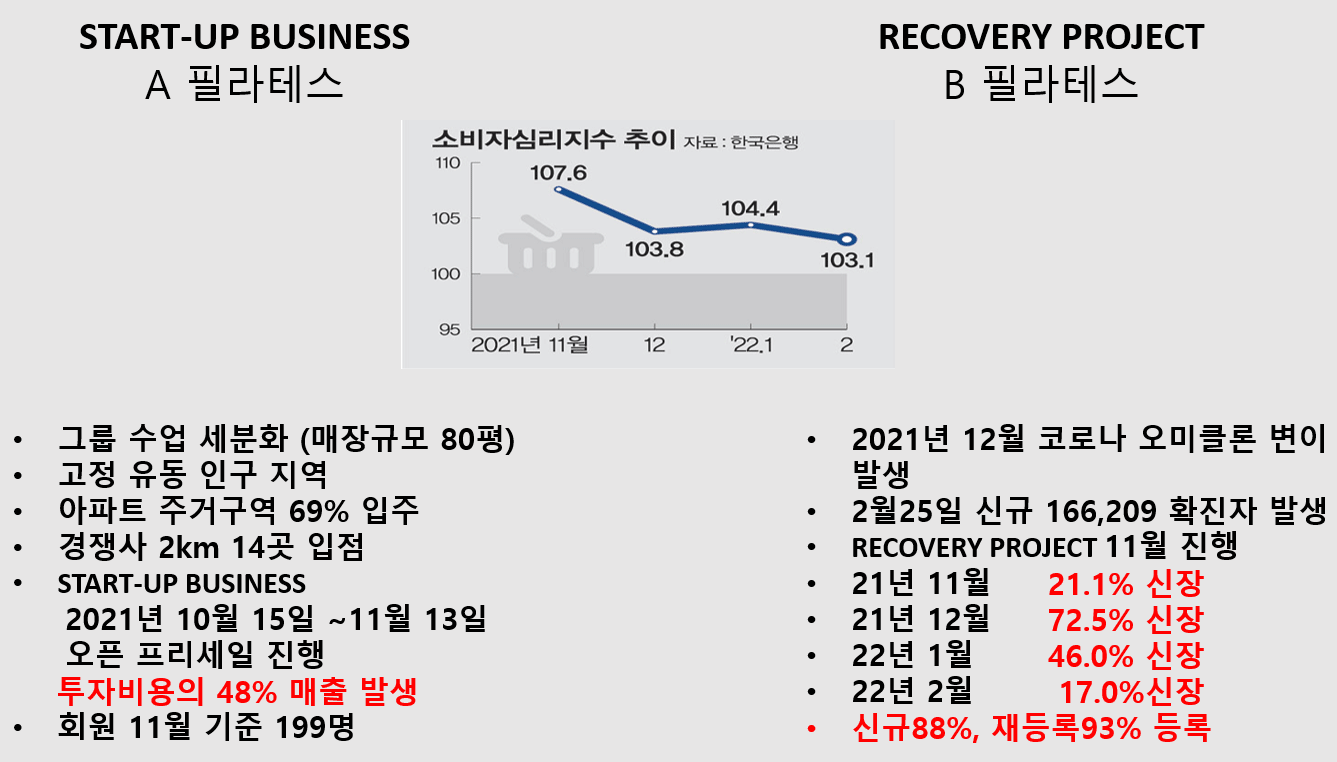 START-UP BUSINESS
A 필라테스
RECOVERY PROJECT
B 필라테스
소비자심리지수 추이 자료 : 한국은행
110
105
100
95
107.6
103.8
104.4
103.1
2021년 11월
12
'22.1
2
• 그룹 수업 세분화 (매장규모 80평)
• 고정 유동 인구 지역
• 아파트 주거구역 69% 입주
• 경쟁사 2km 14곳 입점
• START-UP BUSINESS
2021년 10월 15일 ~11월 13일
오픈 프리세일 진행
투자비용의 48% 매출 발생
• 회원 11월 기준 199명
• 2021년 12월 코로나 오미클론 변이
발생
• 2월25일 신규 166,209 확진자 발생
• RECOVERY PROJECT 11월 진행
• 21년 11월 21.1% 신장
• 21년 12월 72.5% 신장
• 22년 1월 46.0% 신장
• 22년 2월 17.0%신장
• 신규88%, 재등록93% 등록